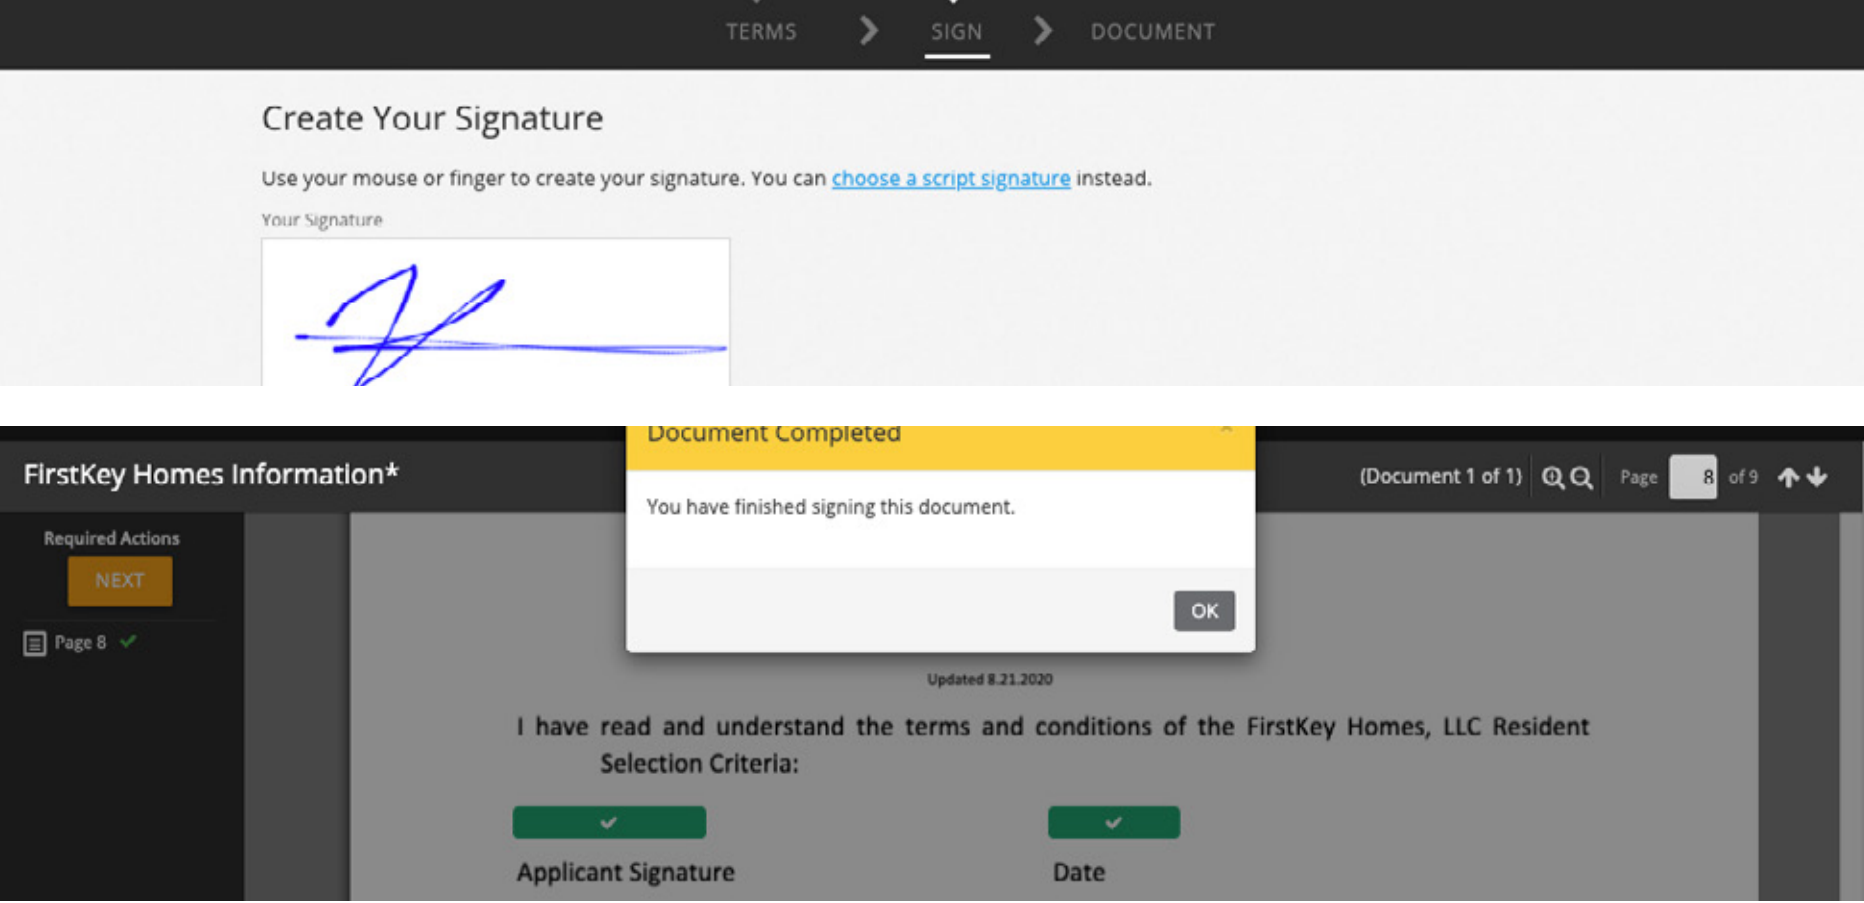 TERMS SIGN DOCUMENT
Create Your Signature
Use your mouse or finger to create your signature. You can choose a script signature instead.
Your Signature
Document Completed
FirstKey Homes Information*
(Document 1 of 1) Page 8 of 9
You have finished signing this document.
Required Actions
NEXT
OK
Page 8
Updated 8.21.2020
I have read and understand the terms and conditions of the FirstKey Homes, LLC Resident
Selection Criteria:
Applicant Signature Date